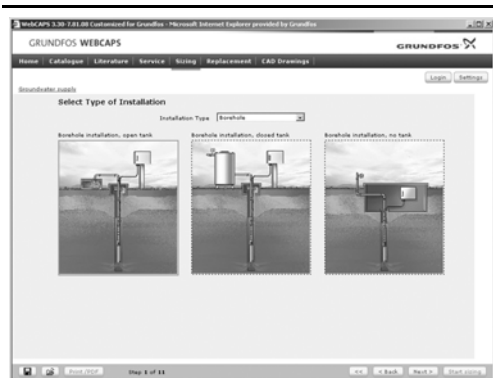 WebCAPS 3.30-7.01.08 Customized for Grundfos - Microsoft Internet Explorer provided by Grundfos
GRUNDFOS WEBCAPS
GRUNDFOS
Home | Catalogue | Literature | Service | Sizing | Replacement | CAD Drawings
Login Settings
Groundwater supply
Select Type of Installation
Installation Type Borehole
Borehole installation, open tank Borehole installation, closed tank Borehole installation, no tank
Print/PDF Step 1 of 11 << < Back Next > Start sizing